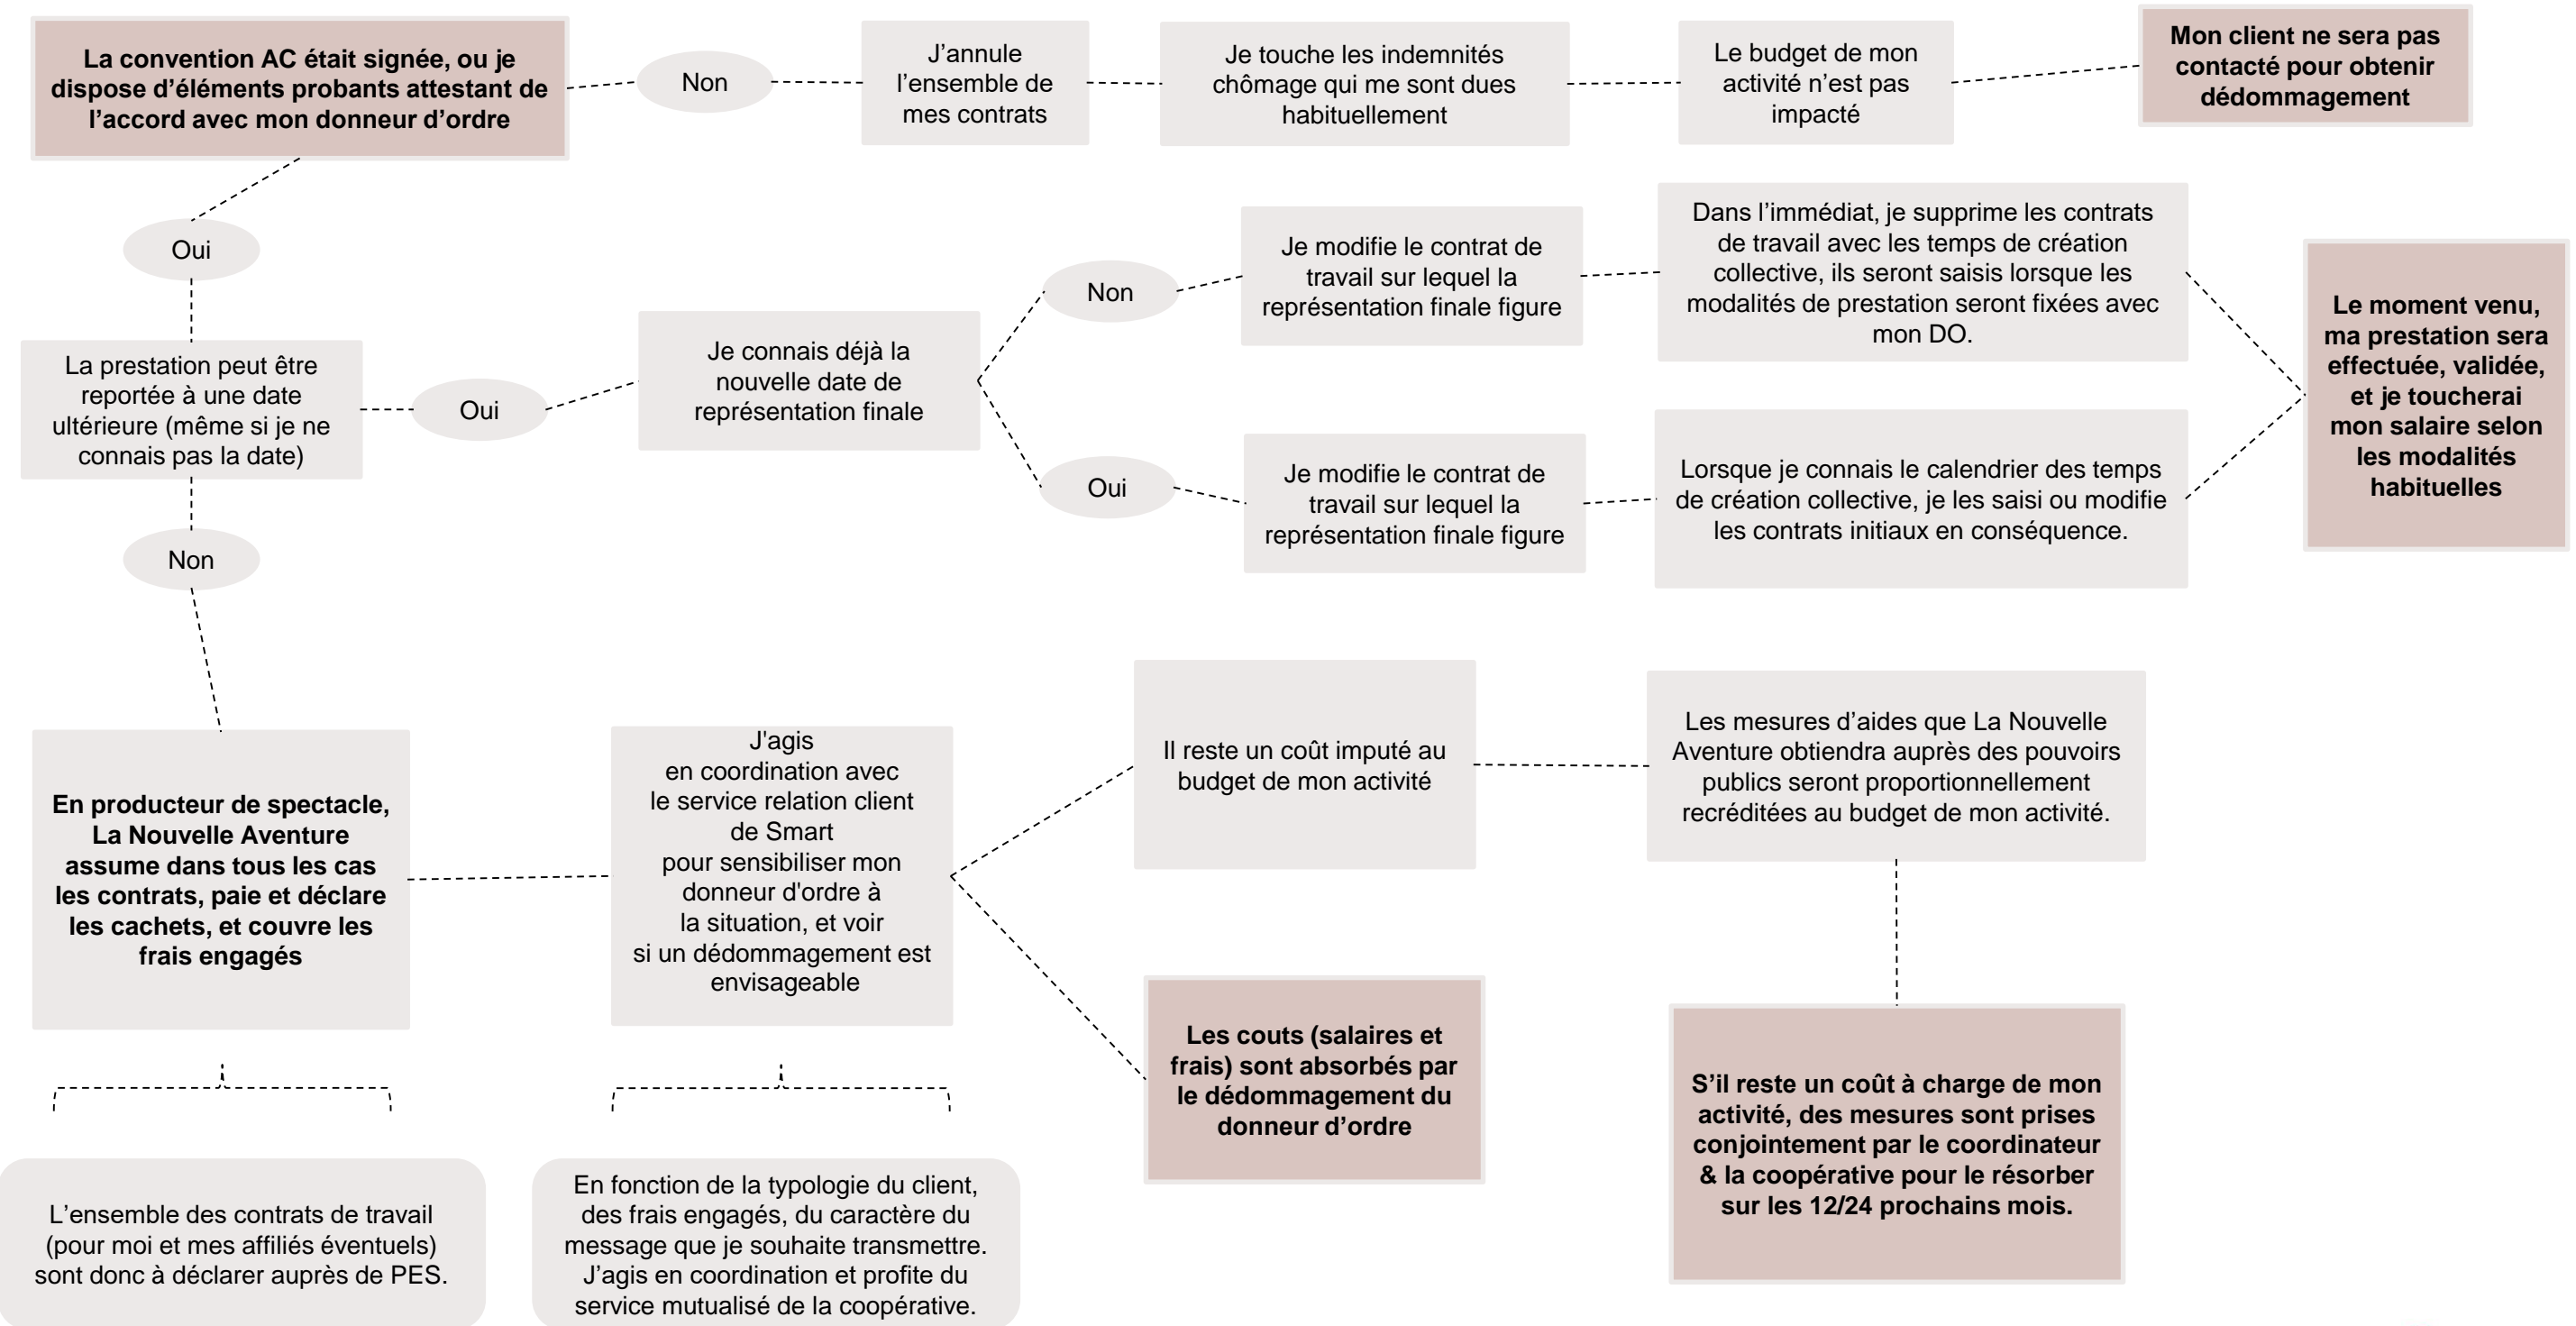 La convention AC était signée, ou je
dispose d'éléments probants attestant de
l'accord avec mon donneur d'ordre
Non
J'annule
l'ensemble de
mes contrats
Je touche les indemnités
chômage qui me sont dues
habituellement
Le budget de mon
activité n'est pas
impacté
Mon client ne sera pas
contacté pour obtenir
dédommagement
Oui
La prestation peut être
reportée à une date
ultérieure (même si je ne
connais pas la date)
Oui
Je connais déjà la
nouvelle date de
représentation finale
Non
Je modifie le contrat de
travail sur lequel la
représentation finale figure
Dans l'immédiat, je supprime les contrats
de travail avec les temps de création
collective, ils seront saisis lorsque les
modalités de prestation seront fixées avec
mon DO.
Oui
Je modifie le contrat de
travail sur lequel la
représentation finale figure
Lorsque je connais le calendrier des temps
de création collective, je les saisi ou modifie
les contrats initiaux en conséquence.
Le moment venu,
ma prestation sera
effectuée, validée,
et je toucherai
mon salaire selon
les modalités
habituelles
Non
En producteur de spectacle,
La Nouvelle Aventure
assume dans tous les cas
les contrats, paie et déclare
les cachets, et couvre les
frais engagés
J'agis
en coordination avec
le service relation client
de Smart
pour sensibiliser mon
donneur d'ordre à
la situation, et voir
si un dédommagement est
envisageable
Il reste un coût imputé au
budget de mon activité
Les mesures d'aides que La Nouvelle
Aventure obtiendra auprès des pouvoirs
publics seront proportionnellement
recréditées au budget de mon activité.
Les couts (salaires et
frais) sont absorbés par
le dédommagement du
donneur d'ordre
S'il reste un coût à charge de mon
activité, des mesures sont prises
conjointement par le coordinateur
& la coopérative pour le résorber
sur les 12/24 prochains mois.
L'ensemble des contrats de travail
(pour moi et mes affiliés éventuels)
sont donc à déclarer auprès de PES.
En fonction de la typologie du client,
des frais engagés, du caractère du
message que je souhaite transmettre.
J'agis en coordination et profite du
service mutualisé de la coopérative.